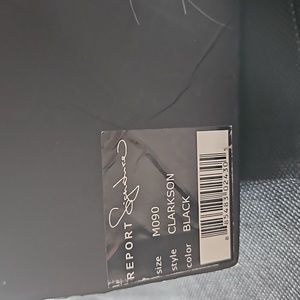 REPORT Signature
size M090
style CLARKSON
color BLACK